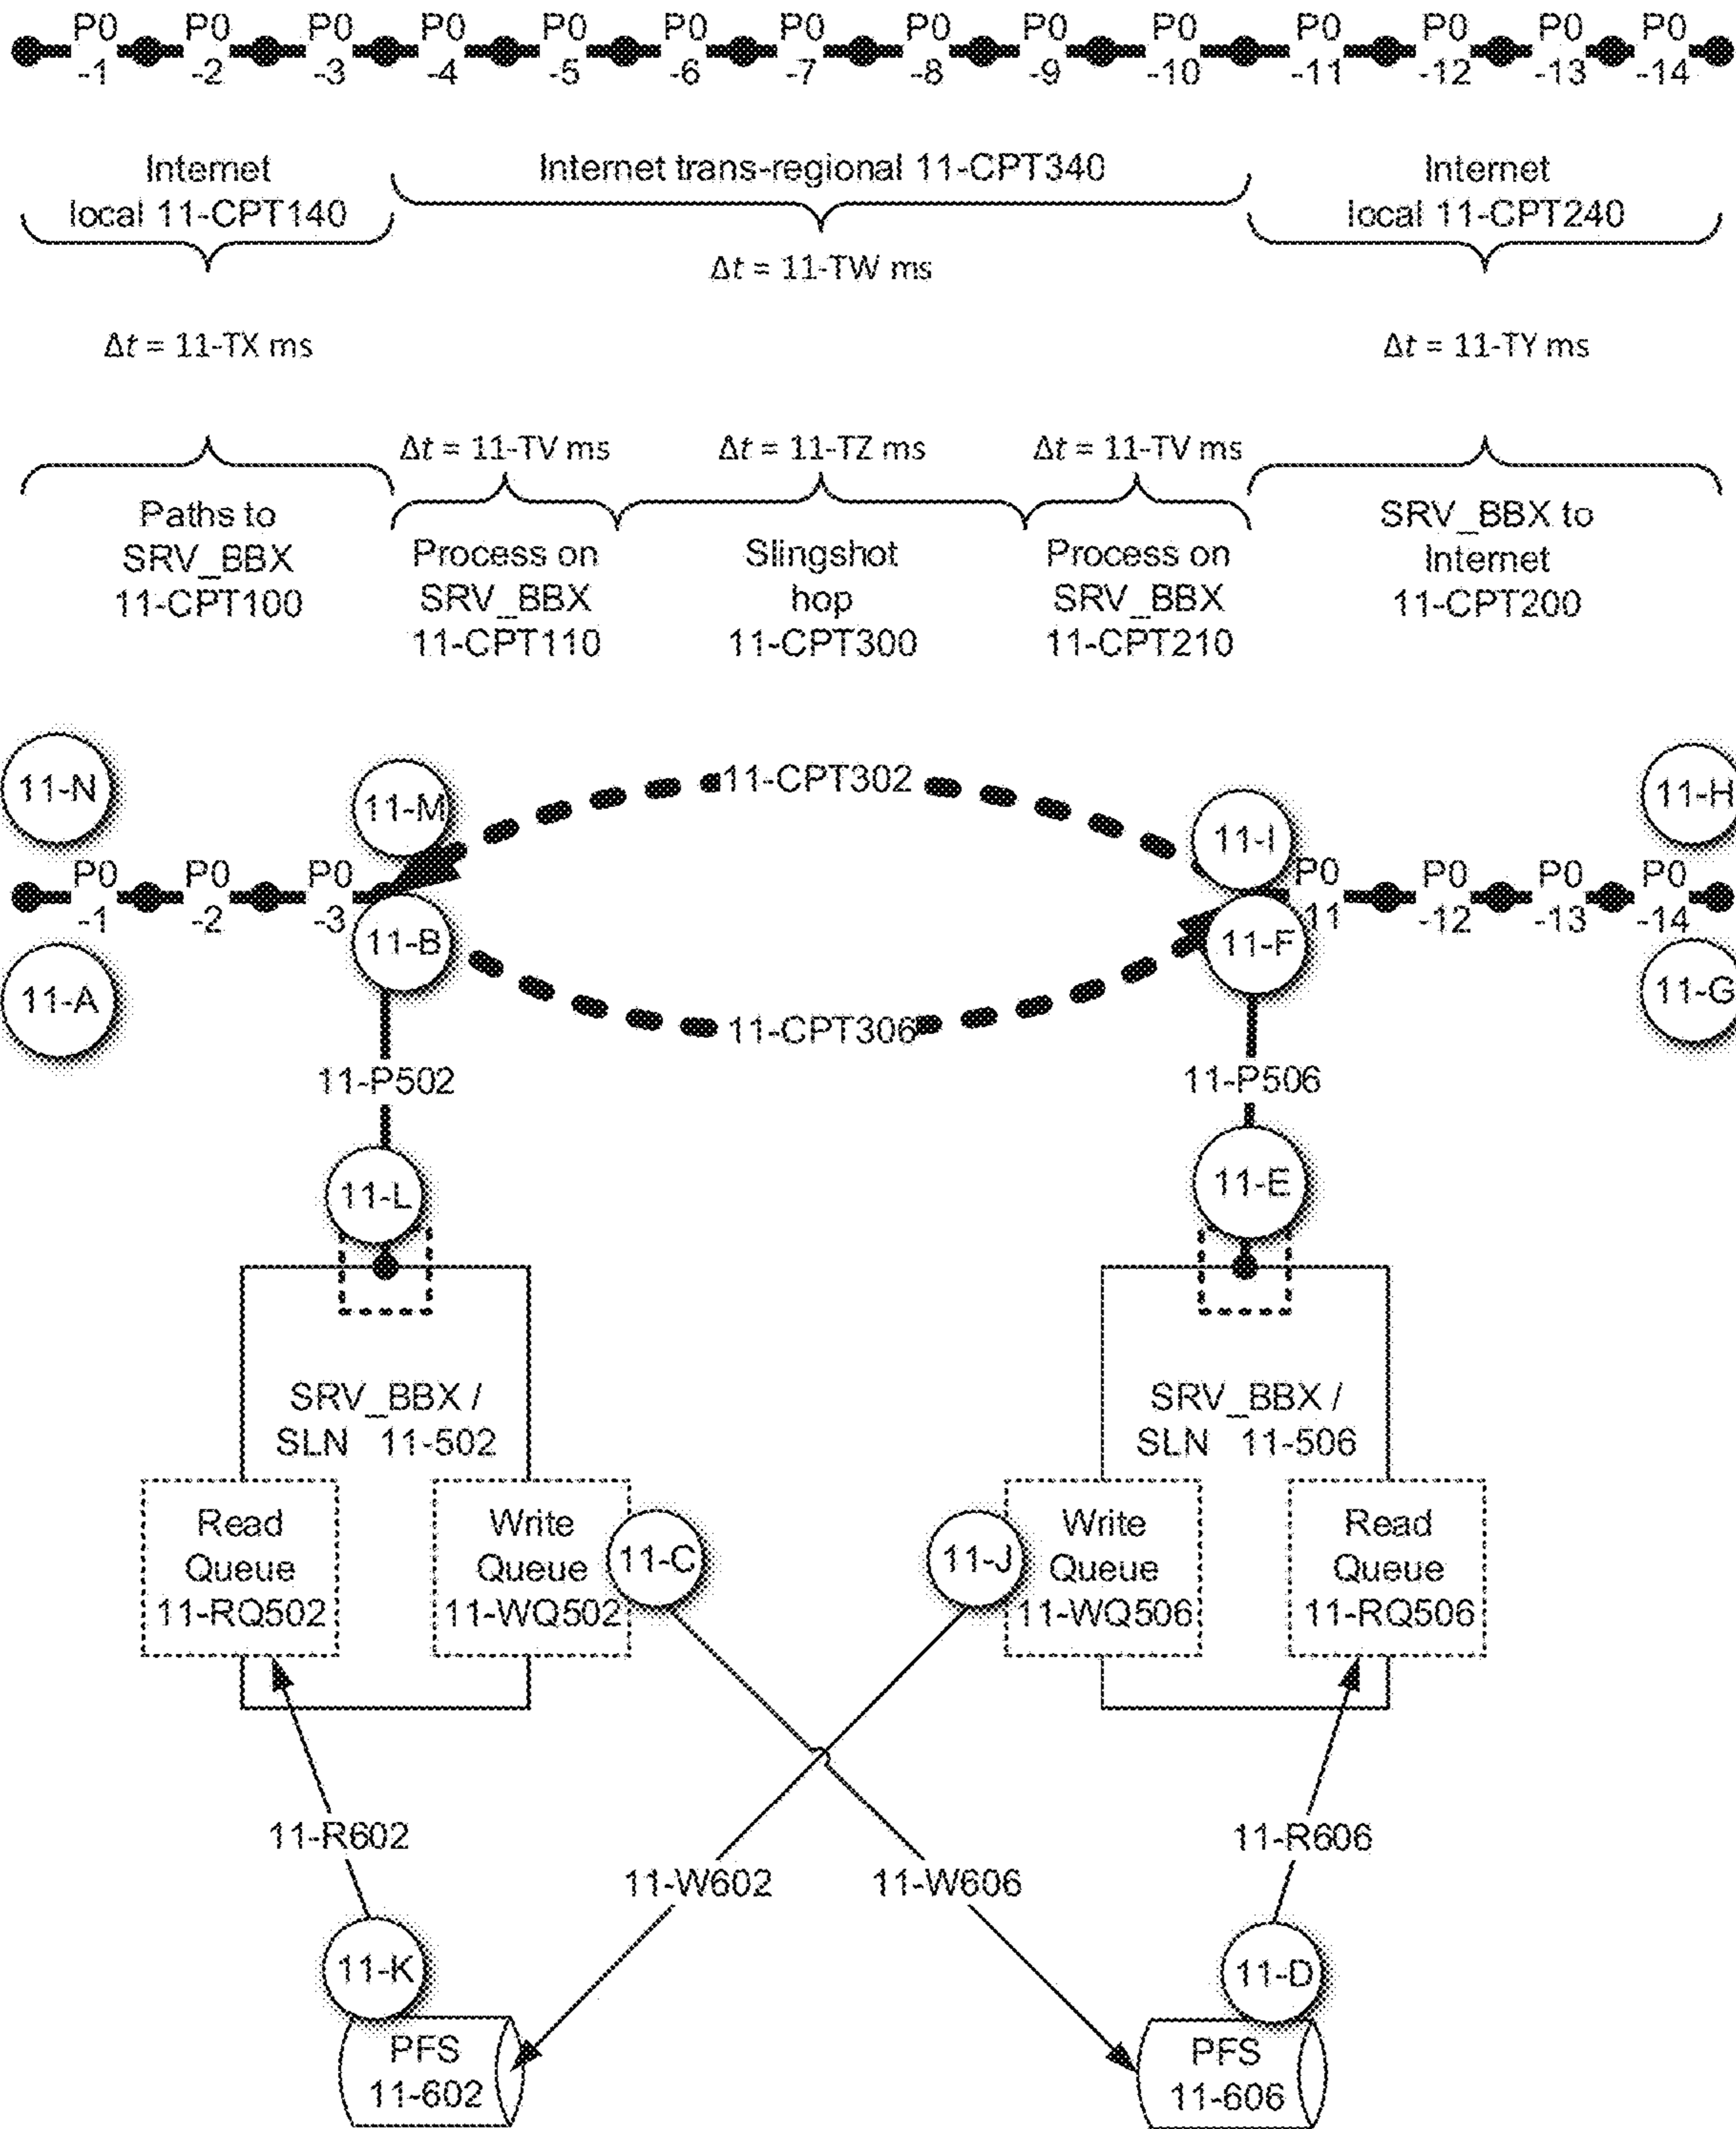 P0 P0 P0 P0 P0 P0 P0 P0 P0 P0 P0 P0 P0 P0
-1 -2 -3 -4 -5 -6 -7 -8 -9 -10 -11 -12 -13 -14
Internet
local 11-CPT140
Internet trans-regional 11-CPT340
Internet
local 11-CPT240
Δt = 11-TW ms
Δt = 11-TX ms
Δt = 11-TY ms
Δt = 11-TV ms
Δt = 11-TZ ms
Δt = 11-TV ms
Paths to
SRV_BBX
11-CPT100
Process on
SRV_BBX
11-CPT110
Slingshot
hop
11-CPT300
Process on
SRV_BBX
11-CPT210
SRV_BBX to
Internet
11-CPT200
11-N
11-M
11-CPT302
11-I
11-H
P0 P0 P0 P0 P0 P0 P0
-1 -2 -3 11 -12 -13 -14
11-A
11-B
11-F
11-G
11-CPT306
11-P502
11-P506
11-L
11-E
SRV_BBX /
SLN 11-502
SRV_BBX /
SLN 11-506
Read
Queue
11-RQ502
Write
Queue
11-WQ502
11-C
11-J
Write
Queue
11-WQ506
Read
Queue
11-RQ506
11-R602
11-R606
11-W602
11-W606
11-K
11-D
PFS
11-602
PFS
11-606